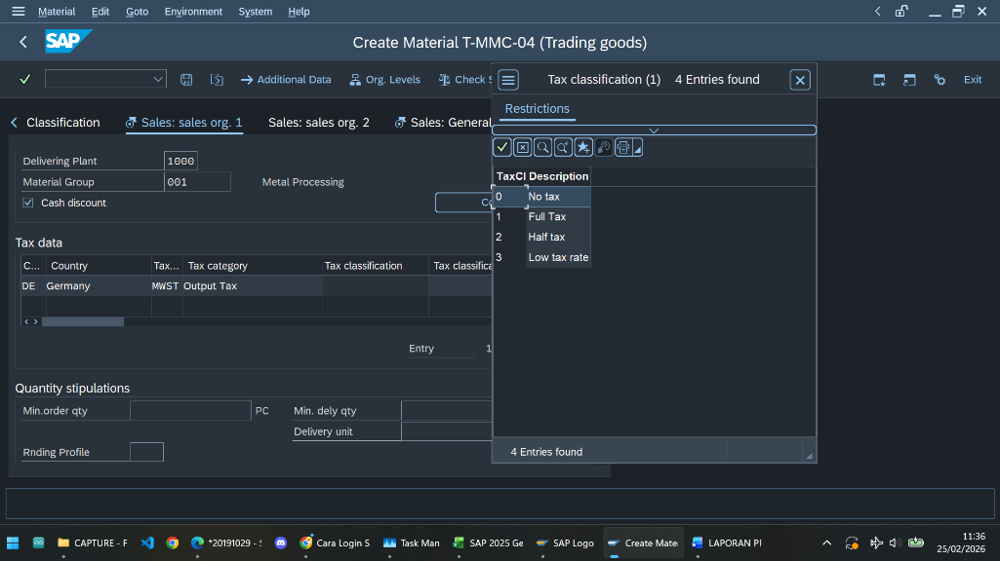 Material Edit Goto Environment System Help
SAP Create Material T-MMC-04 (Trading goods)
Additional Data Org. Levels Check Exit
Tax classification (1) 4 Entries found
Restrictions
Classification Sales: sales org. 1 Sales: sales org. 2 Sales: General
Delivering Plant 1000
Material Group 001 Metal Processing
Cash discount
TaxCl Description
0 No tax
1 Full Tax
2 Half tax
3 Low tax rate
Tax data
C... Country Tax... Tax category Tax classification Tax classifica
DE Germany MWST Output Tax
Entry 1
Quantity stipulations
Min.order qty PC Min. dely qty
Delivery unit
Rnding Profile
4 Entries found
CAPTURE - F *20191029 - Cara Login S Task Man SAP 2025 Ge SAP Logo Create Mate LAPORAN PI
11:36
25/02/2026